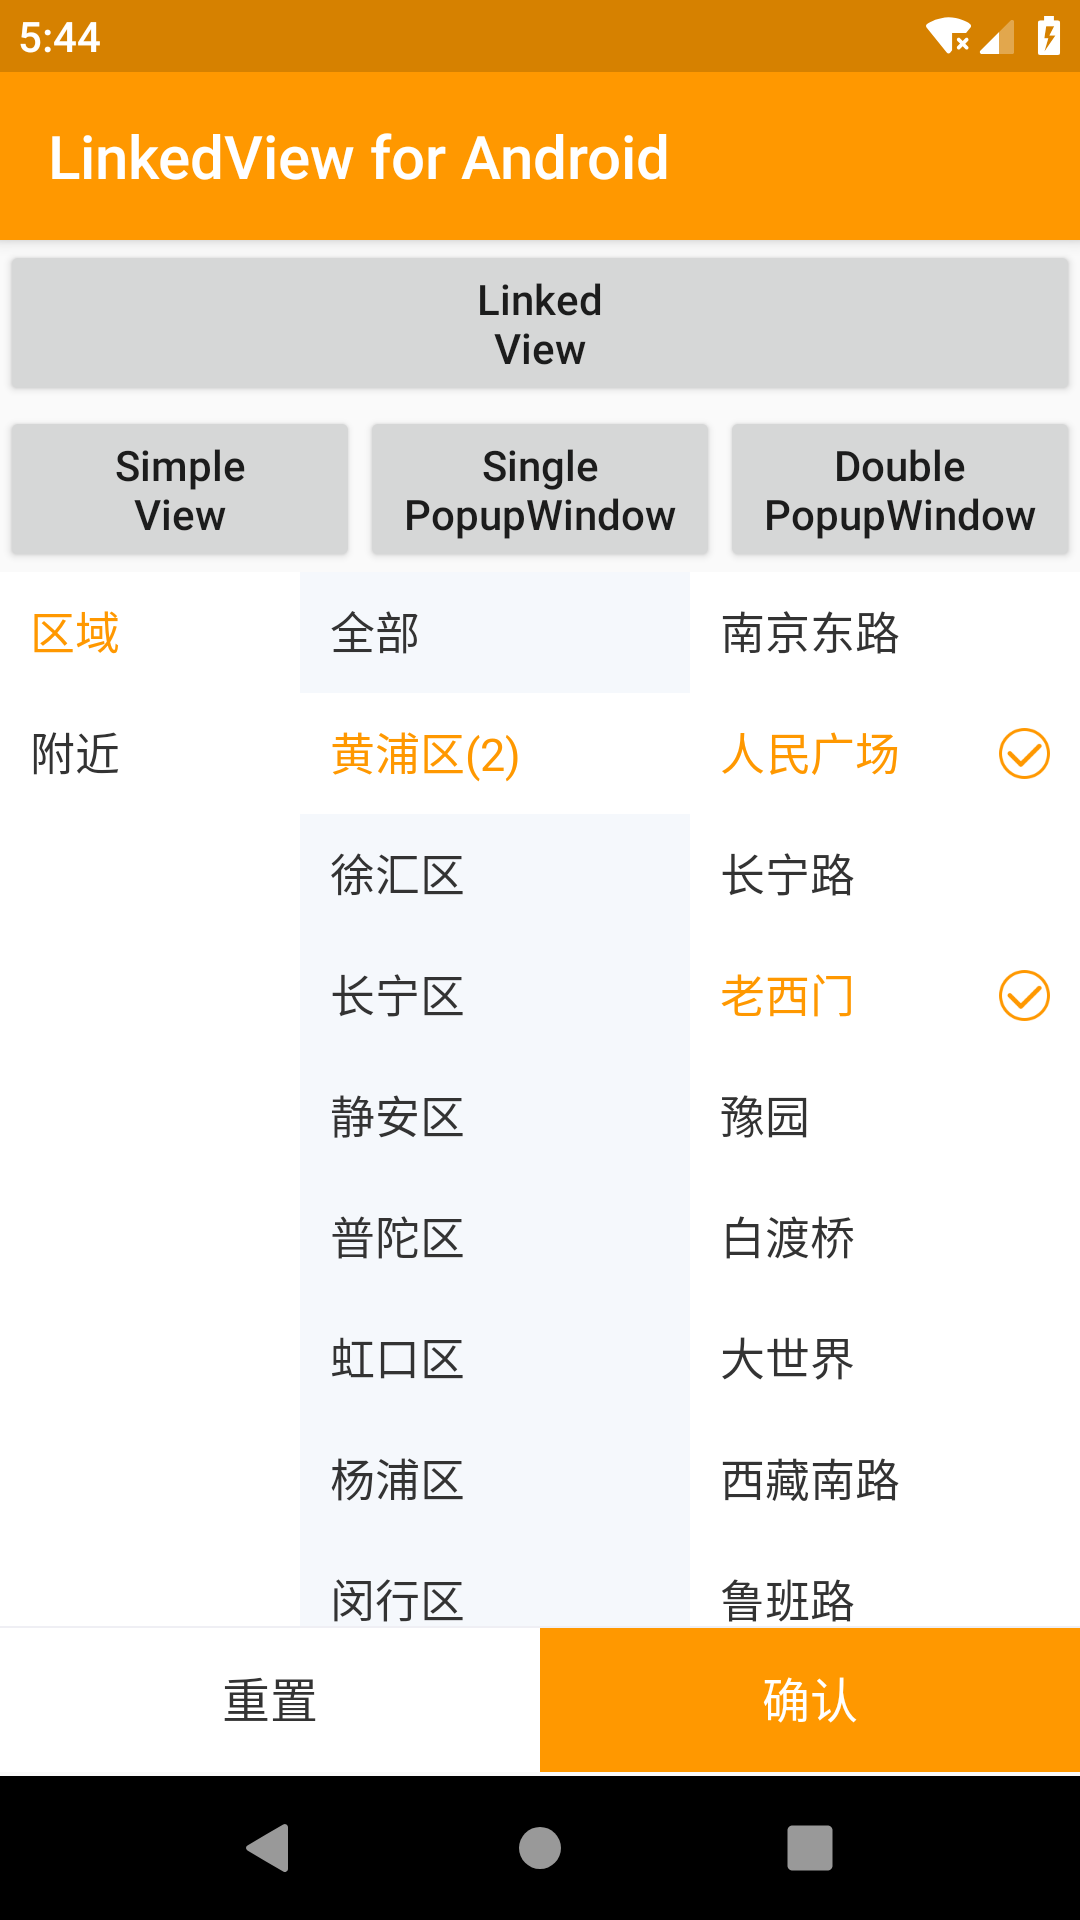 5:44
LinkedView for Android
Linked
View
Simple
View
Single
PopupWindow
Double
PopupWindow
区域
全部
南京东路
附近
黄浦区(2)
人民广场
徐汇区
长宁路
长宁区
老西门
静安区
豫园
普陀区
白渡桥
虹口区
大世界
杨浦区
西藏南路
闵行区
鲁班路
重置
确认